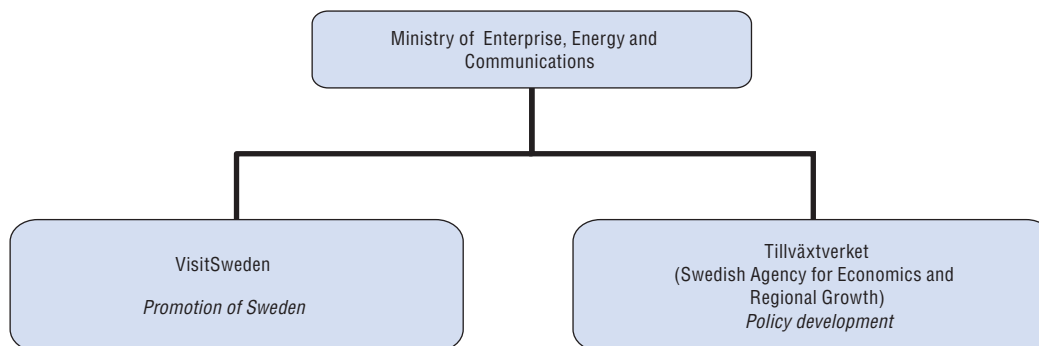 Ministry of Enterprise, Energy and
Communications
VisitSweden
Promotion of Sweden
Tillväxtverket
(Swedish Agency for Economics and
Regional Growth)
Policy development